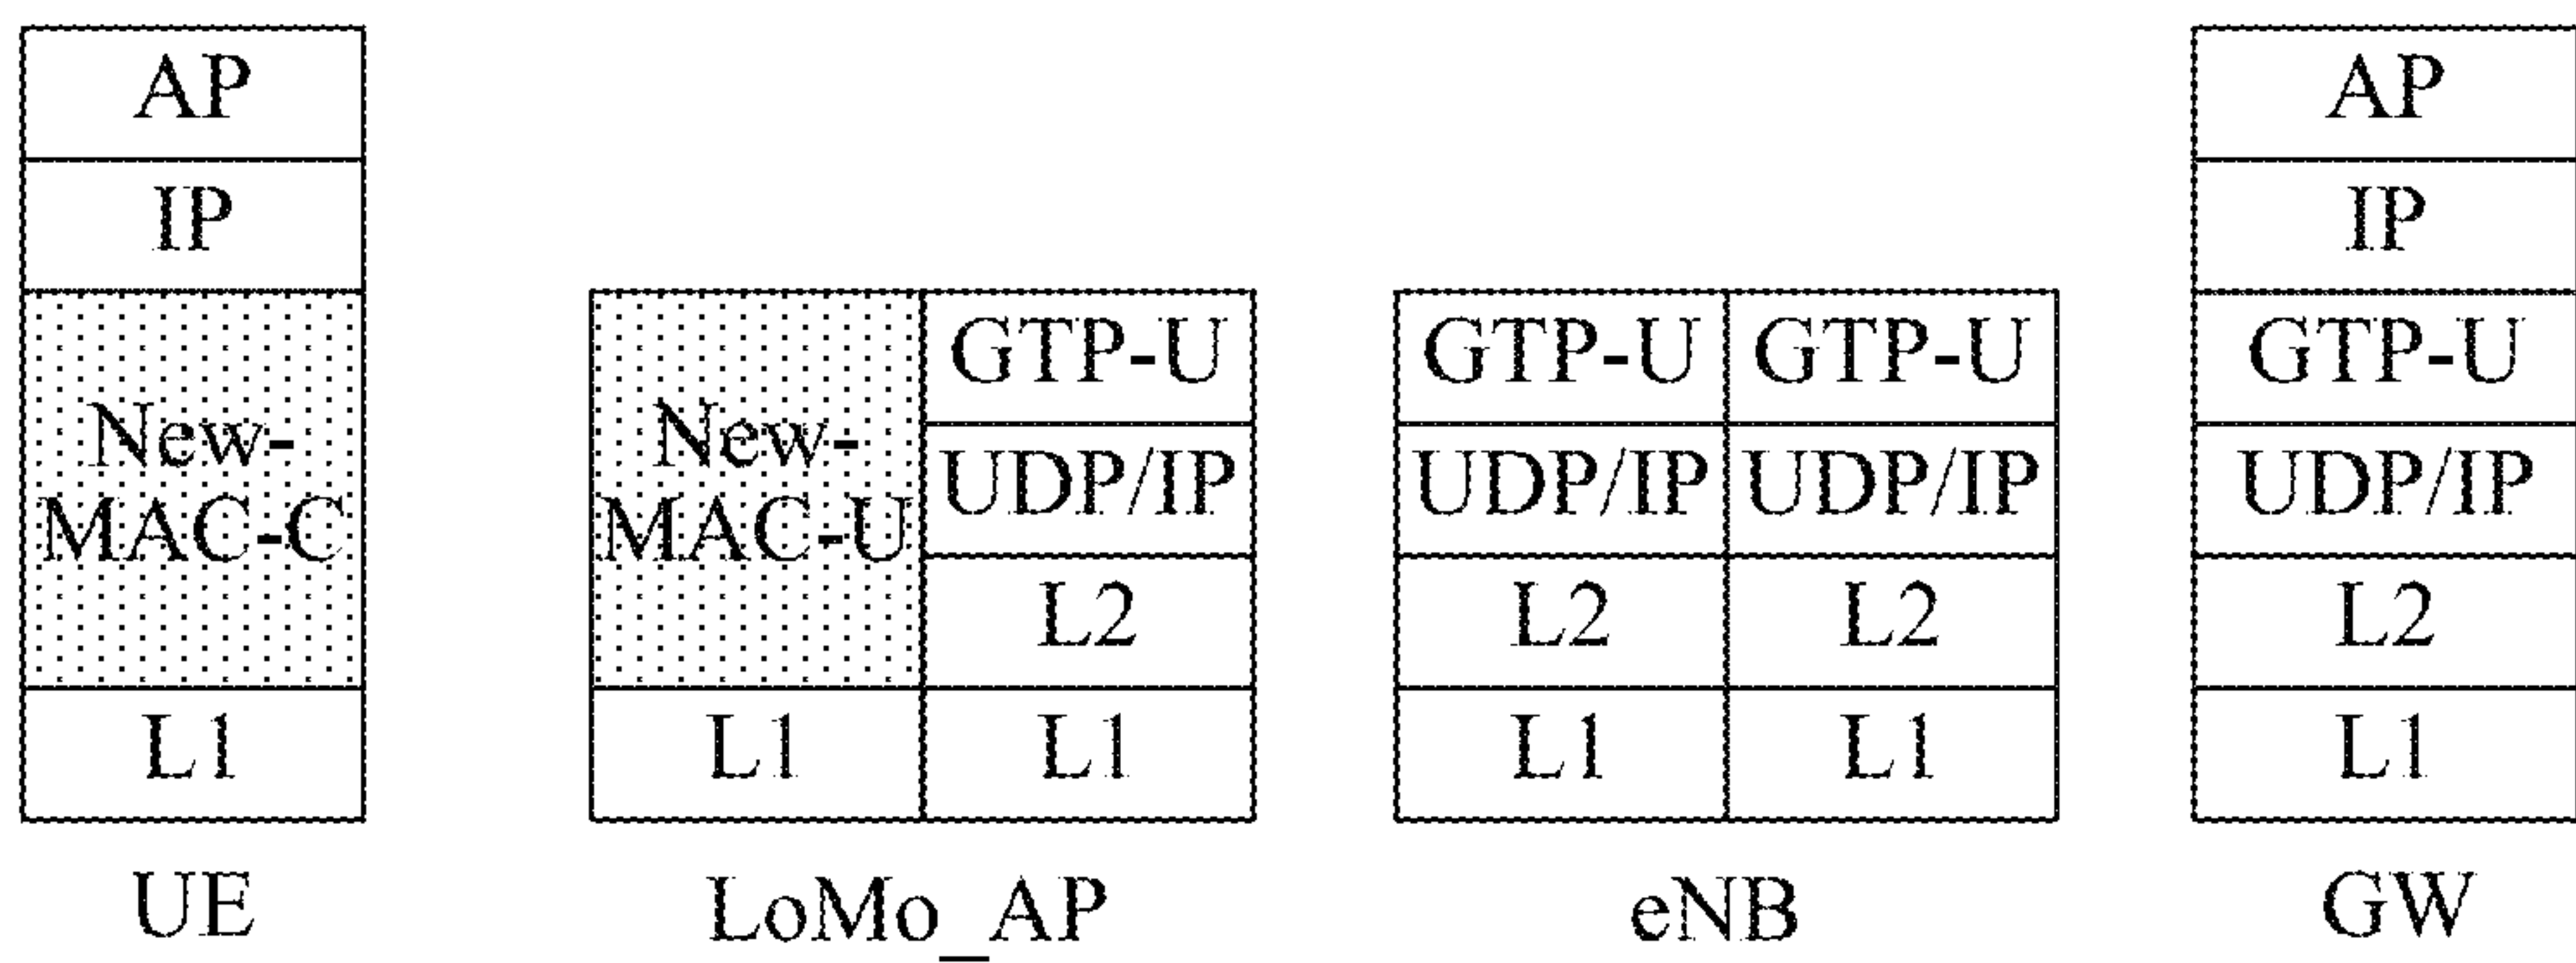 AP
IP
New-
MAC-C
L1
UE
New-
MAC-U
L1
GTP-U
UDP/IP
L2
L1
LoMo_AP
GTP-U
UDP/IP
L2
L1
GTP-U
UDP/IP
L2
L1
eNB
AP
IP
GTP-U
UDP/IP
L2
L1
GW